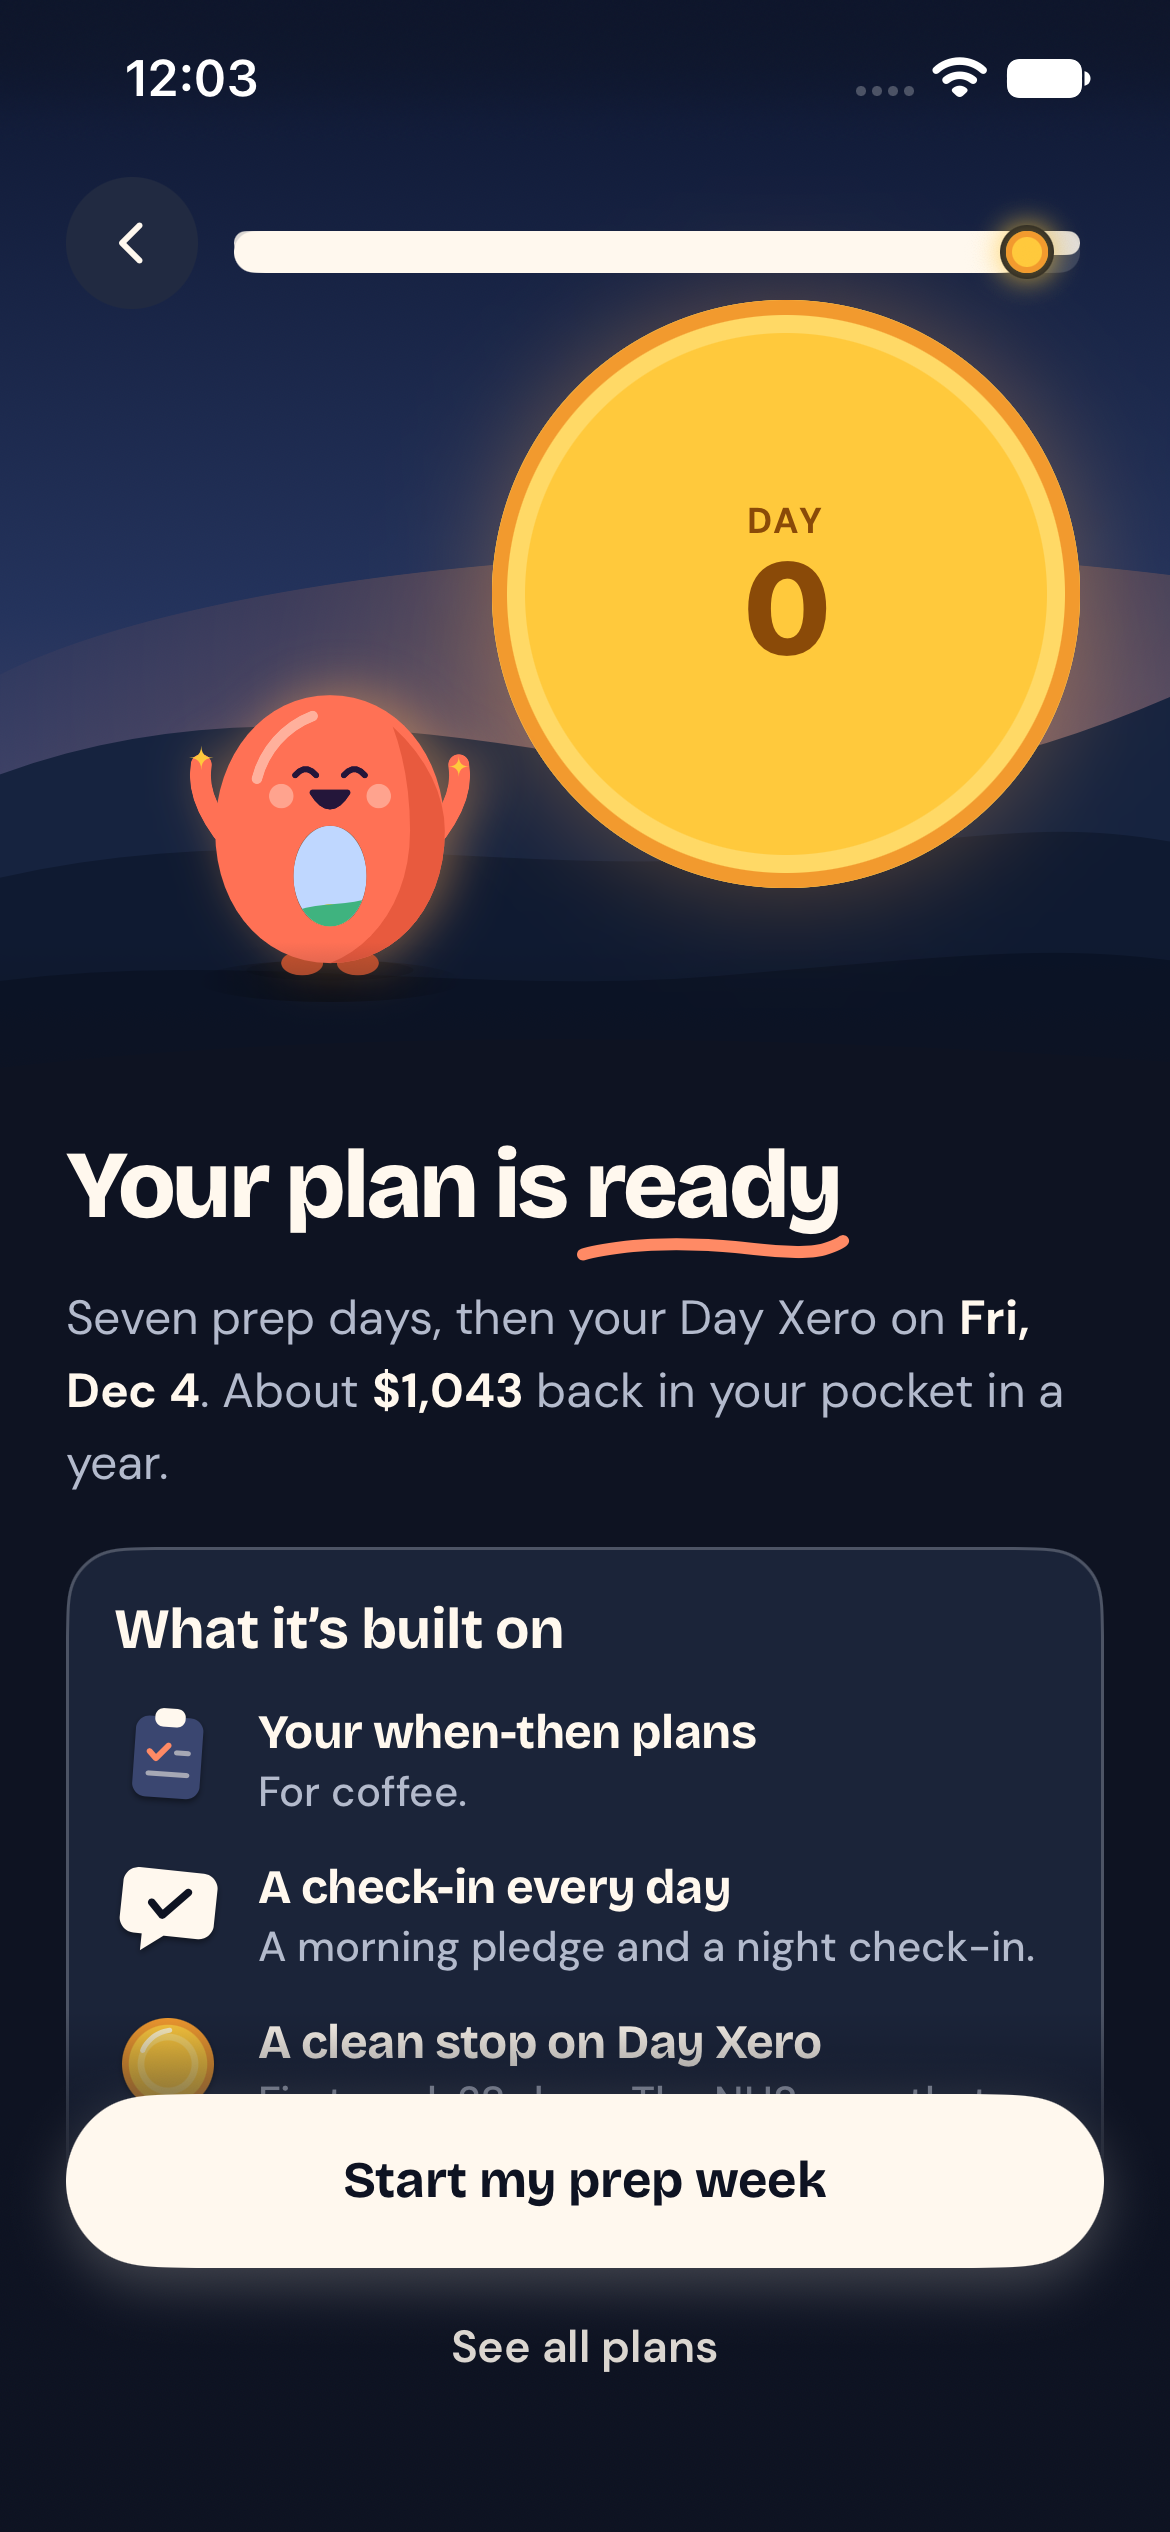 12:03
DAY
0
Your plan is ready
Seven prep days, then your Day Xero on Fri,
Dec 4. About $1,043 back in your pocket in a
year.
What it’s built on
Your when-then plans
For coffee.
A check-in every day
A morning pledge and a night check-in.
A clean stop on Day Xero
Start my prep week
See all plans